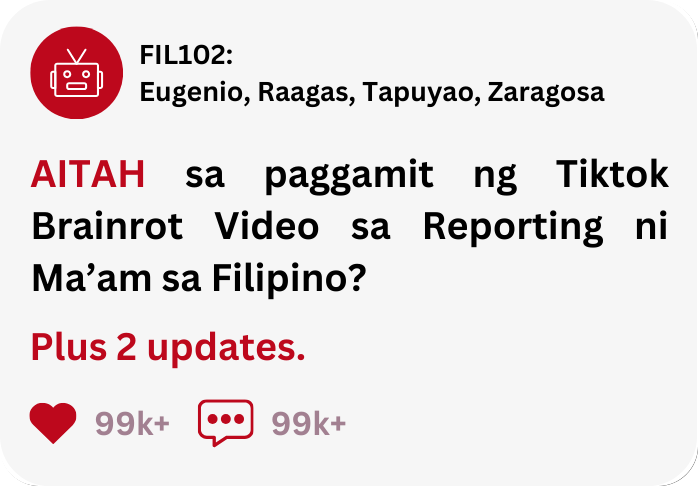 FIL102:
Eugenio, Raagas, Tapuyao, Zaragosa
AITAH sa paggamit ng Tiktok
Brainrot Video sa Reporting ni
Ma’am sa Filipino?
Plus 2 updates.
99k+ 99k+